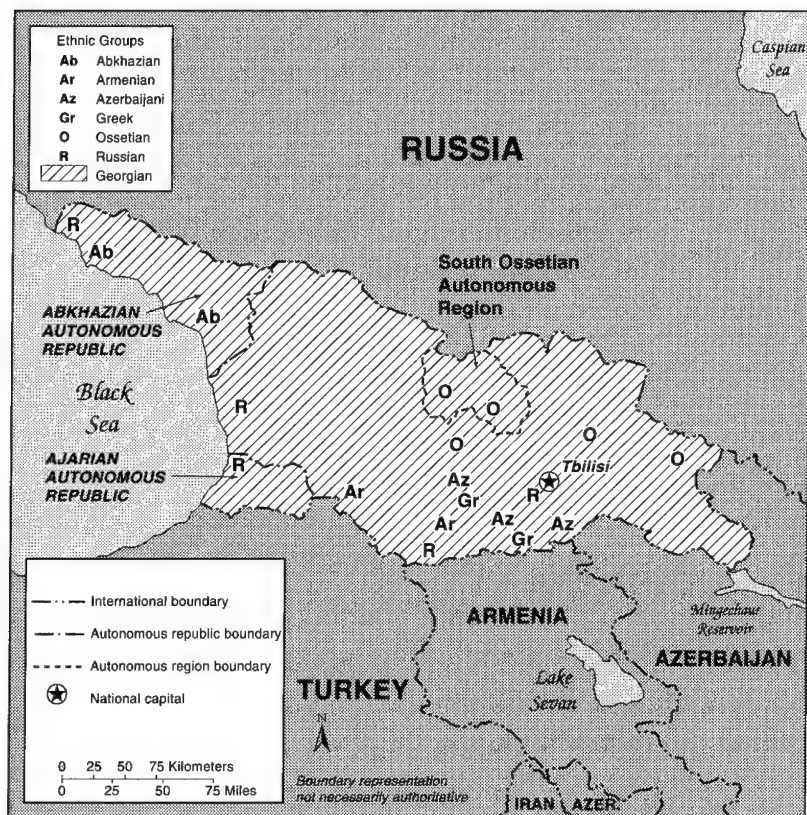 Ethnic Groups
Ab Abkhazian
Ar Armenian
Az Azerbaijani
Gr Greek
O Ossetian
R Russian
Georgian
Caspian
Sea
RUSSIA
R
Ab
South Ossetian
Autonomous
Region
ABKHAZIAN
AUTONOMOUS
REPUBLIC
Ab
Black
Sea
R
O
O
O
O
O
AJARIAN
AUTONOMOUS
REPUBLIC
R
Tbilisi
Az
Gr
R
Ar
Ar
Az
Az
Gr
R
International boundary
Autonomous republic boundary
Autonomous region boundary
National capital
0 25 50 75 Kilometers
0 25 50 75 Miles
ARMENIA
Mingechaur
Reservoir
AZERBAIJAN
Lake
Sevan
TURKEY
N
Boundary representation
not necessarily authoritative
IRAN
AZER.